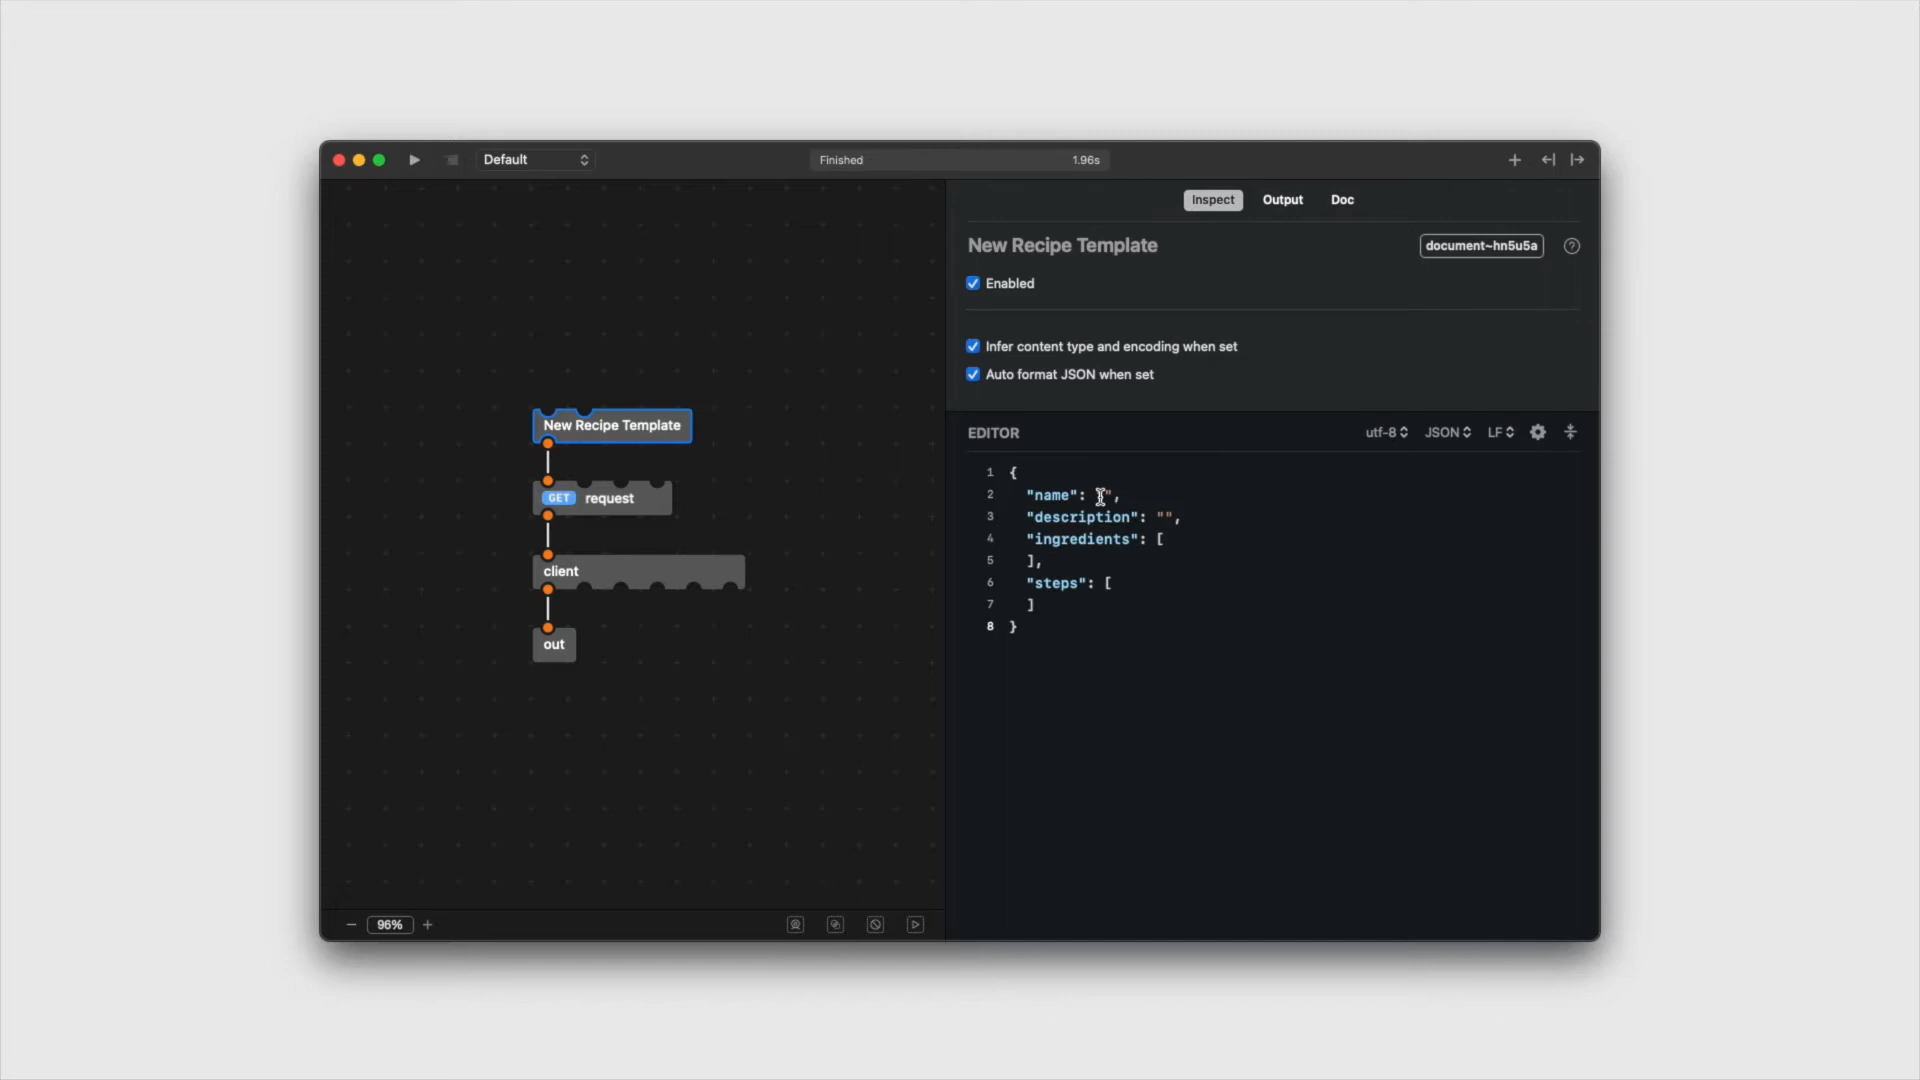 Default
Finished 1.96s
Inspect Output Doc
New Recipe Template document~hn5u5a ?
Enabled
Infer content type and encoding when set
Auto format JSON when set
New Recipe Template
GET request
client
out
EDITOR utf-8 JSON LF
1 {
2 "name": "",
3 "description": "",
4 "ingredients": [
5 ],
6 "steps": [
7 ]
8 }
− 96% +